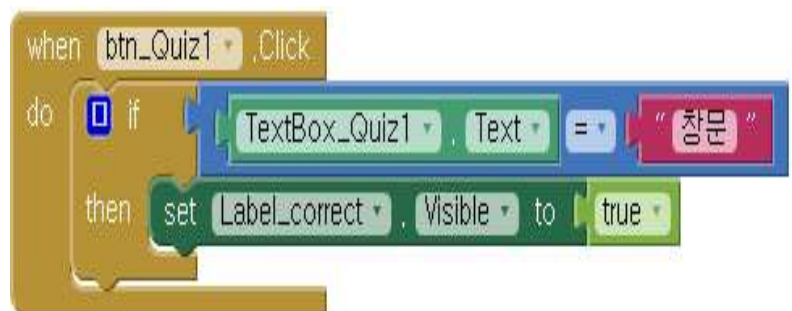 when btn_Quiz1 .Click
do if TextBox_Quiz1 . Text = " 창문 "
then set Label_correct . Visible to true